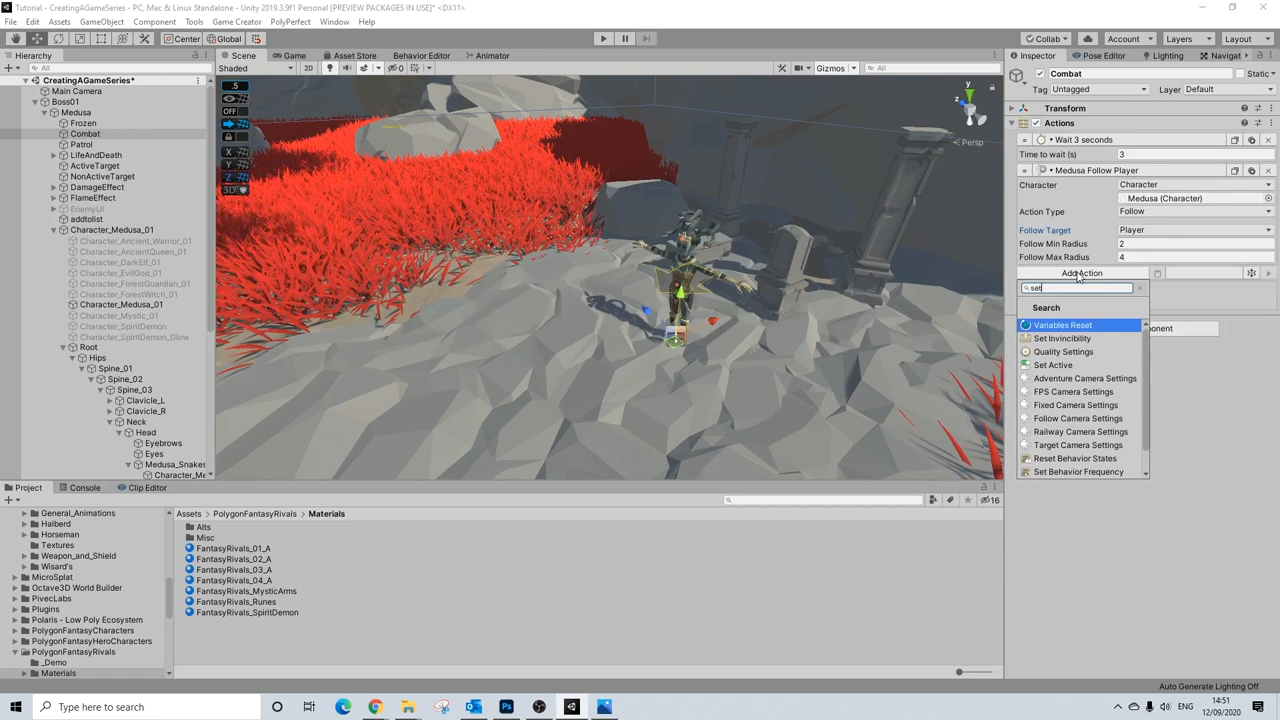 Tutorial - CreatingAGameSeries - PC, Mac & Linux Standalone - Unity 2019.3.9f1 Personal [PREVIEW PACKAGES IN USE]* <DX11>
File Edit Assets GameObject Component Tools Game Creator PolyPerfect Window Help
Center Global Collab Account Layers Layout
Hierarchy Scene Game Asset Store Behavior Editor Animator Inspector Pose Editor Lighting Navigat
All Shaded 2D 0 Gizmos All Combat Static
CreatingAGameSeries*
Main Camera
Boss01
Medusa
Frozen
Combat
Patrol
LifeAndDeath
ActiveTarget
NonActiveTarget
DamageEffect
FlameEffect
EnemyUI
addtolist
Character_Medusa_01
Character_Ancient_Warrior_01
Character_AncientQueen_01
Character_DarkElf_01
Character_EvilGod_01
Character_ForestGuardian_01
Character_ForestWitch_01
Character_Medusa_01
Character_Mystic_01
Character_SpiritDemon
Character_SpiritDemon_Glow
Root
Hips
Spine_01
Spine_02
Spine_03
Clavicle_L
Clavicle_R
Neck
Head
Eyebrows
Eyes
Medusa_Snakes
Character_Me
.5
OFF
X
Y
Z
3D
y
z
Persp
Tag Untagged Layer Default
Transform
Actions
Wait 3 seconds
Time to wait (s) 3
Medusa Follow Player
Character Character
Medusa (Character)
Action Type Follow
Follow Target Player
Follow Min Radius 2
Follow Max Radius 4
Add Action
set
Search
Variables Reset
ponent
Set Invincibility
Quality Settings
Set Active
Adventure Camera Settings
FPS Camera Settings
Fixed Camera Settings
Follow Camera Settings
Railway Camera Settings
Target Camera Settings
Reset Behavior States
Set Behavior Frequency
Project Console Clip Editor
16
General_Animations
Halberd
Horseman
Textures
Weapon_and_Shield
Wisard's
MicroSplat
Octave3D World Builder
PivecLabs
Plugins
Polaris - Low Poly Ecosystem
PolygonFantasyCharacters
PolygonFantasyHeroCharacters
PolygonFantasyRivals
_Demo
Materials
Assets PolygonFantasyRivals Materials
Alts
Misc
FantasyRivals_01_A
FantasyRivals_02_A
FantasyRivals_03_A
FantasyRivals_04_A
FantasyRivals_MysticArms
FantasyRivals_Runes
FantasyRivals_SpiritDemon
Auto Generate Lighting Off
Type here to search
ENG
14:51
12/09/2020